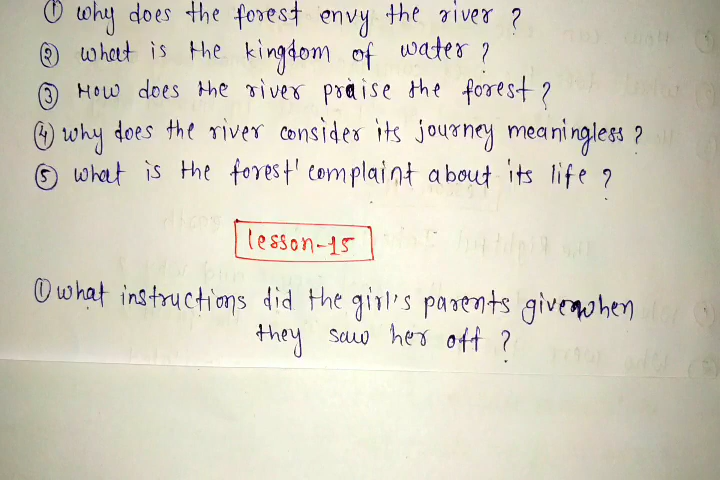 ① why does the forest envy the river ?
② what is the kingdom of water ?
③ How does the river praise the forest ?
④ why does the river consider its journey meaningless ?
⑤ what is the forest' complaint about its life ?
lesson-15
① what instructions did the girl's parents give when
they saw her off ?